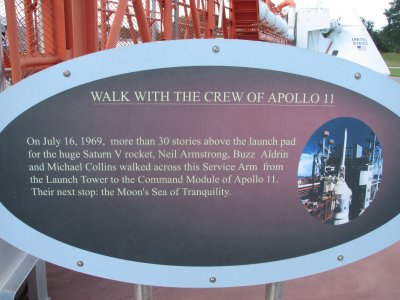 UNITED STATES
WALK WITH THE CREW OF APOLLO 11
On July 16, 1969, more than 30 stories above the launch pad
for the huge Saturn V rocket, Neil Armstrong, Buzz Aldrin
and Michael Collins walked across this Service Arm from
the Launch Tower to the Command Module of Apollo 11.
Their next stop: the Moon's Sea of Tranquility.